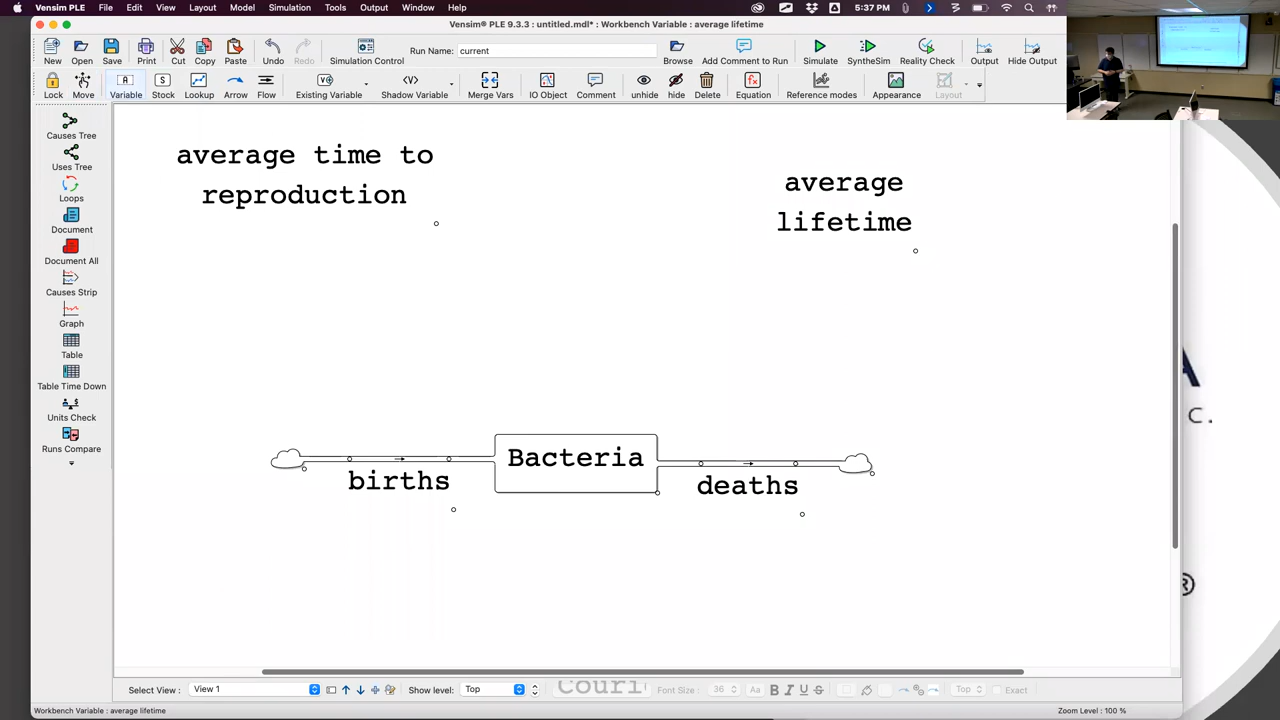 Vensim PLE File Edit View Layout Model Simulation Tools Output Window Help 5:37 PM
Vensim® PLE 9.3.3 : untitled.mdl* : Workbench Variable : average lifetime
New Open Save Print Cut Copy Paste Undo Redo Simulation Control Run Name: current Browse Add Comment to Run Simulate SyntheSim Reality Check Output Hide Output
Lock Move Variable Stock Lookup Arrow Flow Existing Variable Shadow Variable Merge Vars IO Object Comment unhide hide Delete Equation Reference modes Appearance Layout
Causes Tree
Uses Tree
Loops
Document
Document All
Causes Strip
Graph
Table
Table Time Down
Units Check
Runs Compare
average time to
reproduction
average
lifetime
Bacteria
births
deaths
A
C.
®
Select View : View 1 Show level: Top Couri Font Size : 36 Aa B I U S Top Exact
Workbench Variable : average lifetime Zoom Level : 100 %